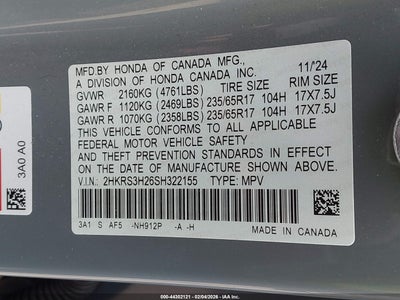 MFD.BY HONDA OF CANADA MFG.,
A DIVISION OF HONDA CANADA INC.
11/24
GVWR 2160KG (4761LBS) TIRE SIZE RIM SIZE
GAWR F 1120KG (2469LBS) 235/65R17 104H 17X7.5J
GAWR R 1070KG (2358LBS) 235/65R17 104H 17X7.5J
THIS VEHICLE CONFORMS TO ALL APPLICABLE
FEDERAL MOTOR VEHICLE SAFETY AND
THEFT PREVENTION STANDARDS IN EFFECT ON THE
DATE OF MANUFACTURE SHOWN ABOVE.
V.I.N.: 2HKRS3H26SH322155 TYPE: MPV
3A1 S AF5 -NH912P -A -H
MADE IN CANADA
3A0 A0
000-44302121 - 02/04/2026 - IAA Inc.